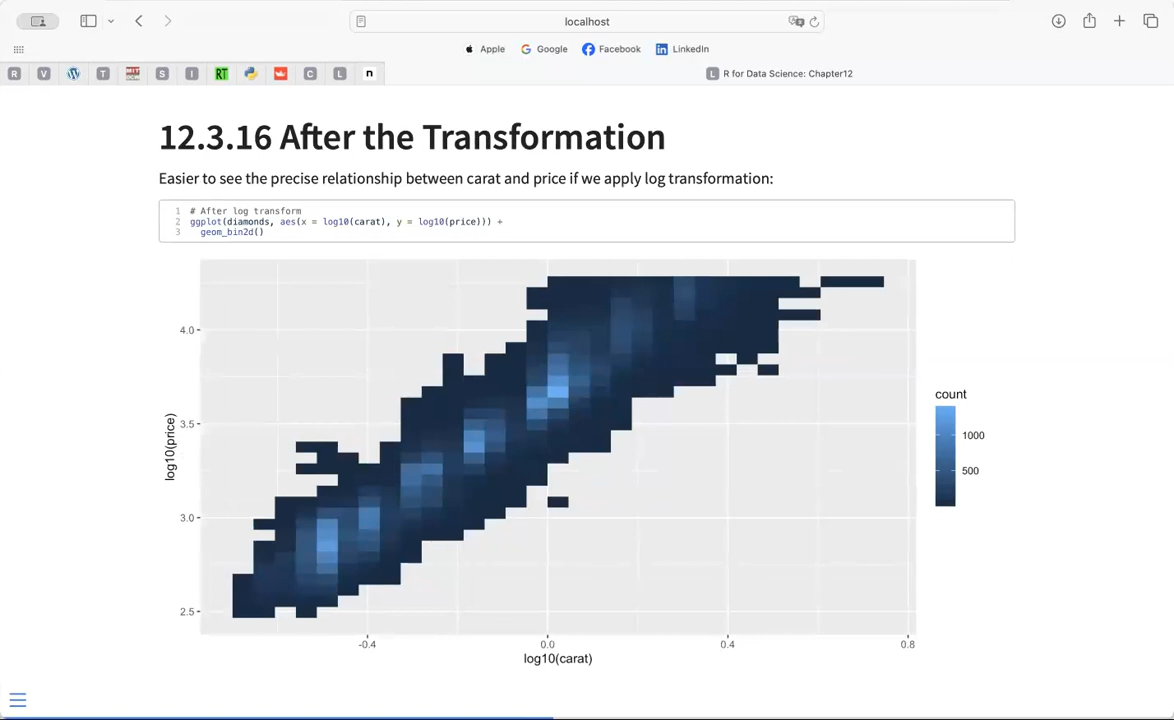 localhost
Apple Google Facebook LinkedIn
R V T MIT S I RT C L n L R for Data Science: Chapter12
12.3.16 After the Transformation
Easier to see the precise relationship between carat and price if we apply log transformation:
1 # After log transform
2 ggplot(diamonds, aes(x = log10(carat), y = log10(price))) +
3 geom_bin2d()
4.0
3.5
3.0
2.5
log10(price)
-0.4 0.0 0.4 0.8
log10(carat)
count
1000
500